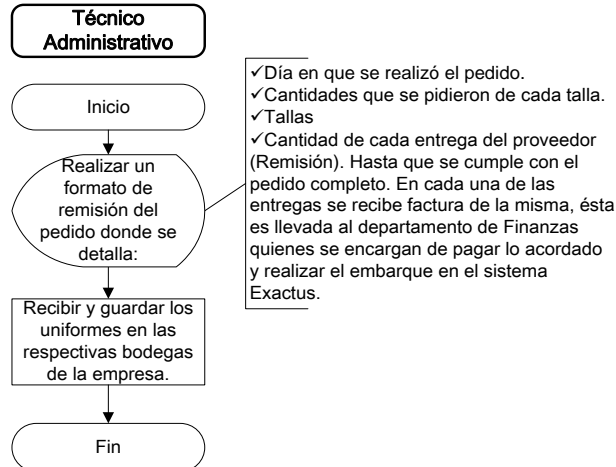 Técnico
Administrativo
Inicio
Realizar un
formato de
remisión del
pedido donde se
detalla:
✓Día en que se realizó el pedido.
✓Cantidades que se pidieron de cada talla.
✓Tallas
✓Cantidad de cada entrega del proveedor
(Remisión). Hasta que se cumple con el
pedido completo. En cada una de las
entregas se recibe factura de la misma, ésta
es llevada al departamento de Finanzas
quienes se encargan de pagar lo acordado
y realizar el embarque en el sistema
Exactus.
Recibir y guardar los
uniformes en las
respectivas bodegas
de la empresa.
Fin